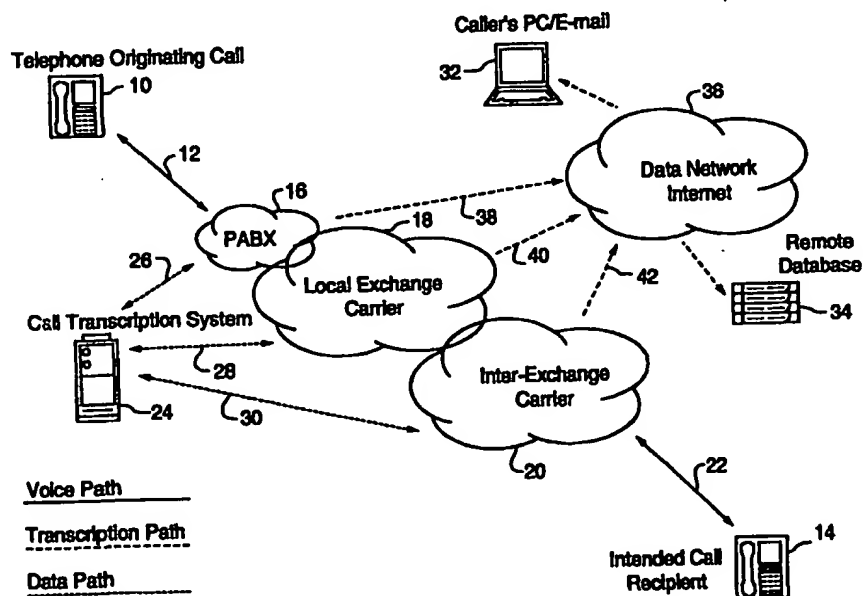 Caller's PC/E-mail
Telephone Originating Call
32
10
36
12
Data Network
Internet
16
18
38
PABX
Remote
Database
26
40
42
Local Exchange
Carrier
34
Call Transcription System
28
Inter-Exchange
Carrier
24
30
20
22
Voice Path
Transcription Path
14
Intended Call
Recipient
Data Path